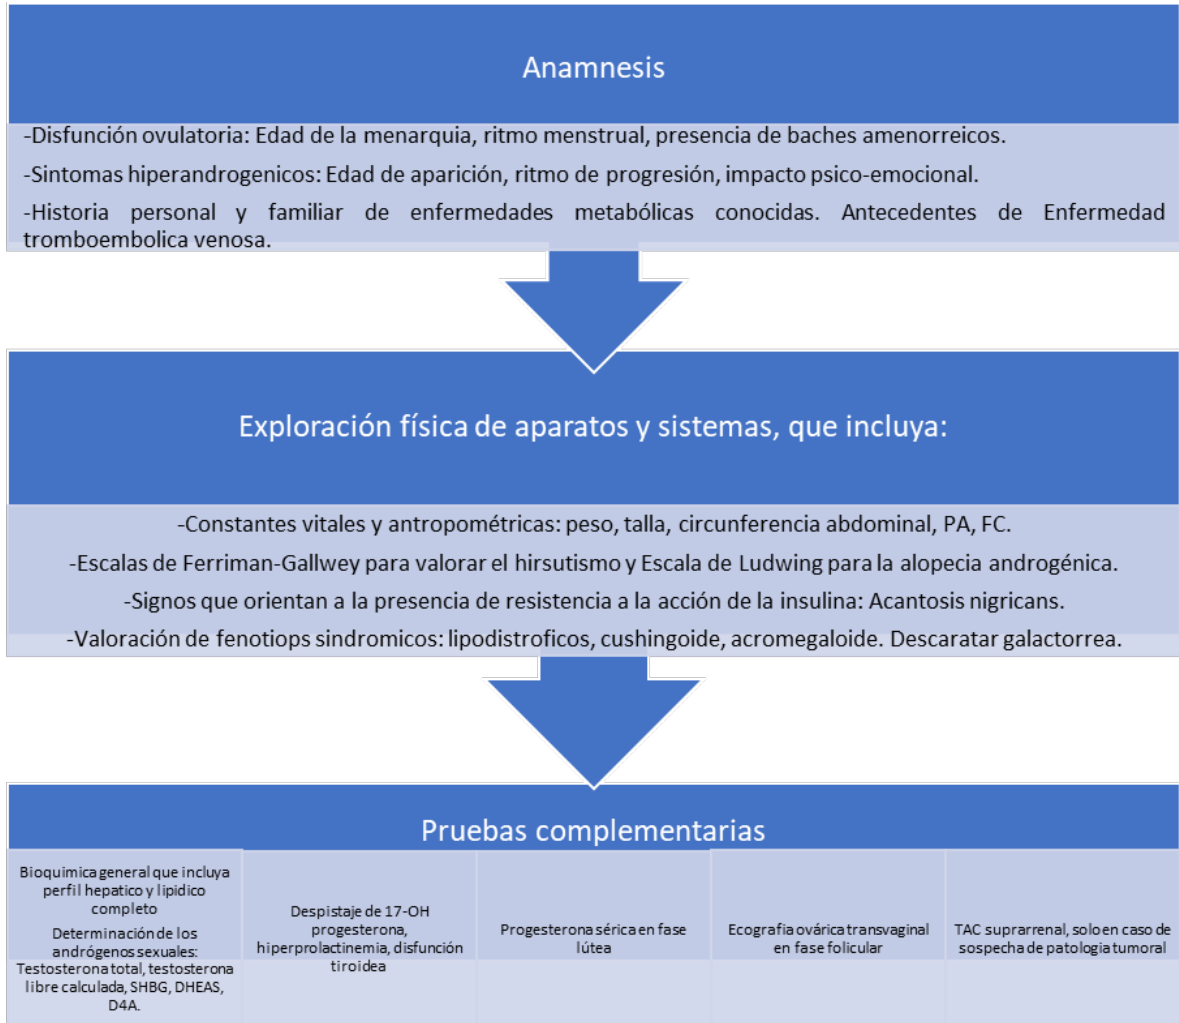 Anamnesis
-Disfunción ovulatoria: Edad de la menarquia, ritmo menstrual, presencia de baches amenorreicos.
-Sintomas hiperandrogenicos: Edad de aparición, ritmo de progresión, impacto psico-emocional.
-Historia personal y familiar de enfermedades metabólicas conocidas. Antecedentes de Enfermedad
tromboembolica venosa.
Exploración física de aparatos y sistemas, que incluya:
-Constantes vitales y antropométricas: peso, talla, circunferencia abdominal, PA, FC.
-Escalas de Ferriman-Gallwey para valorar el hirsutismo y Escala de Ludwing para la alopecia androgénica.
-Signos que orientan a la presencia de resistencia a la acción de la insulina: Acantosis nigricans.
-Valoración de fenotiops sindromicos: lipodistroficos, cushingoide, acromegaloide. Descaratar galactorrea.
Pruebas complementarias
Bioquimica general que incluya
perfil hepatico y lipidico
completo
Determinación de los
andrógenos sexuales:
Testosterona total, testosterona
libre calculada, SHBG, DHEAS,
D4A.
Despistaje de 17-OH
progesterona,
hiperprolactinemia, disfunción
tiroidea
Progesterona sérica en fase
lútea
Ecografia ovárica transvaginal
en fase folicular
TAC suprarrenal, solo en caso de
sospecha de patologia tumoral